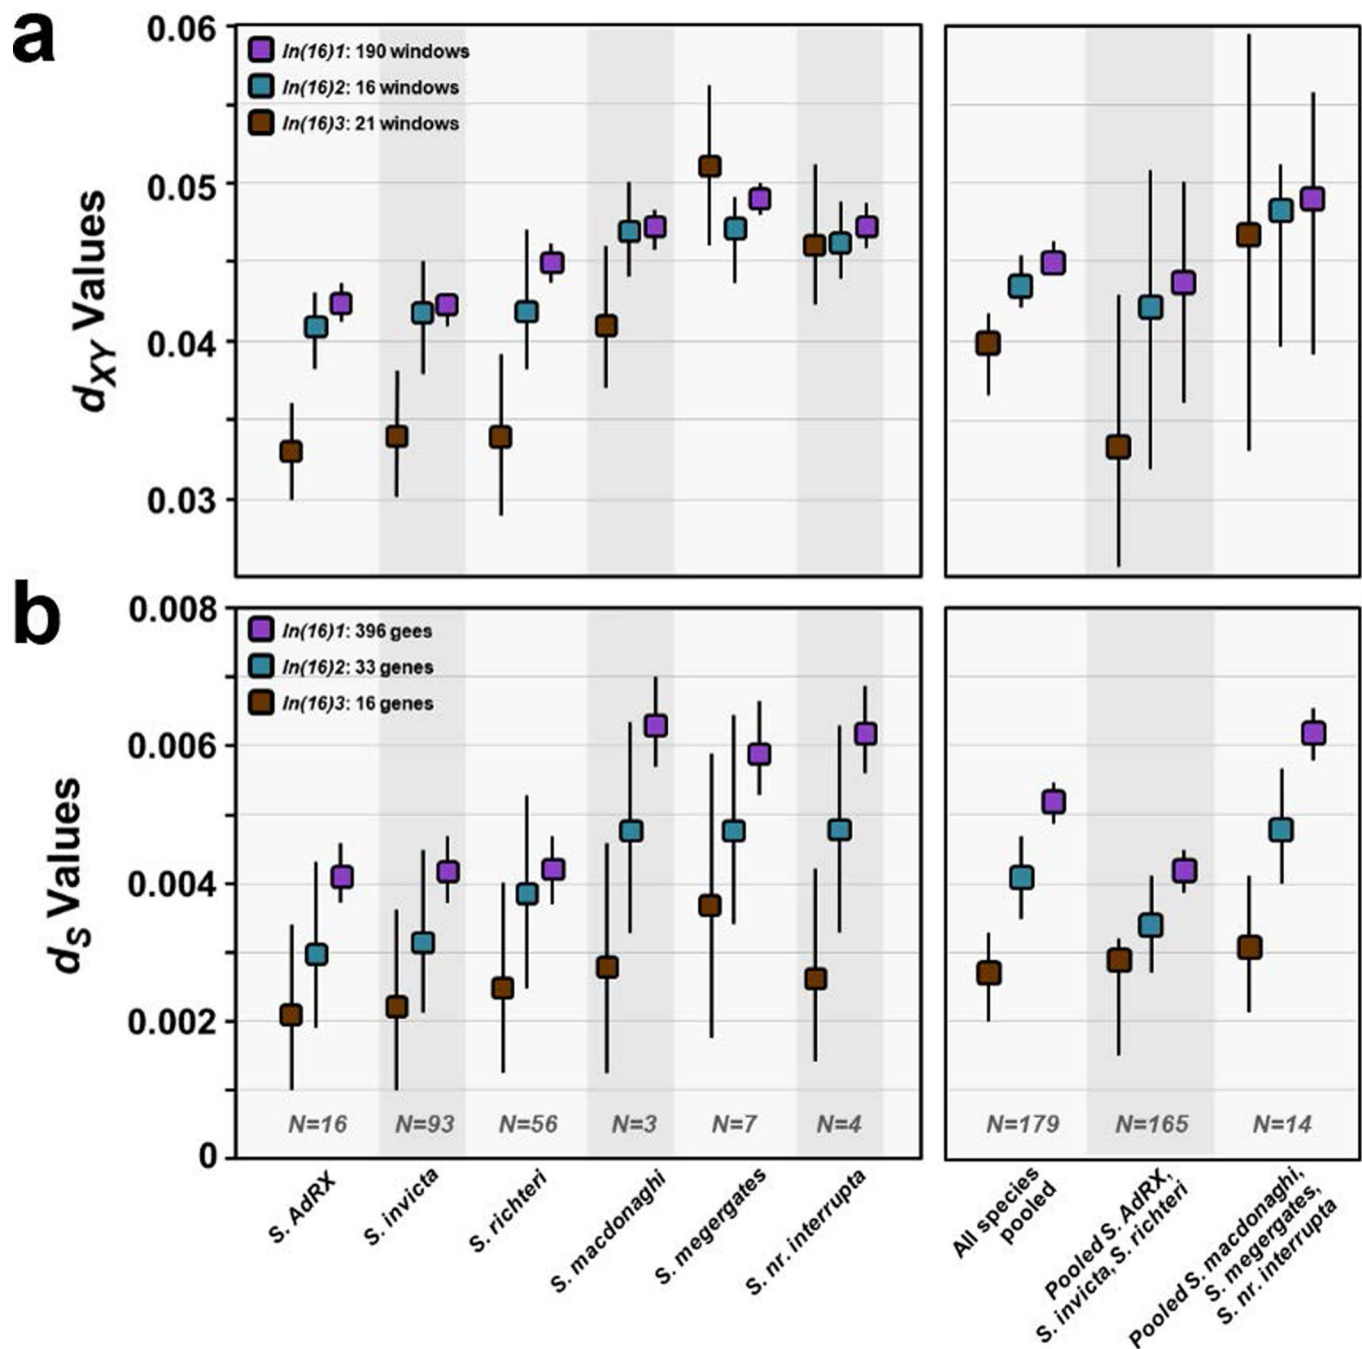 a
0.06
0.05
0.04
0.03
dXY Values
In(16)1: 190 windows
In(16)2: 16 windows
In(16)3: 21 windows
b
0.008
0.006
0.004
0.002
0
dS Values
In(16)1: 396 gees
In(16)2: 33 genes
In(16)3: 16 genes
N=16 N=93 N=56 N=3 N=7 N=4 N=179 N=165 N=14
S. AdRX
S. invicta
S. richteri
S. macdonaghi
S. megergates
S. nr. interrupta
All species
pooled
Pooled S. AdRX,
S. invicta, S. richteri
Pooled S. macdonaghi,
S. megergates,
S. nr. interrupta